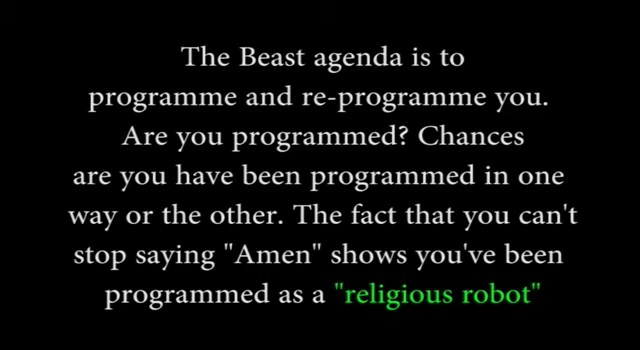 The Beast agenda is to
programme and re-programme you.
Are you programmed? Chances
are you have been programmed in one
way or the other. The fact that you can't
stop saying "Amen" shows you've been
programmed as a "religious robot"